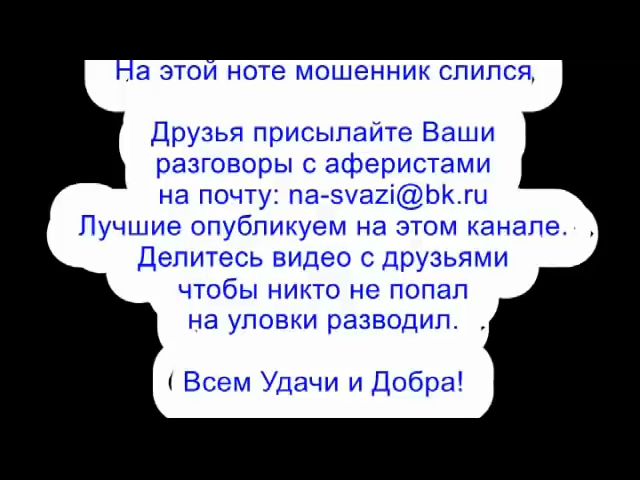 На этой ноте мошенник слился
Друзья присылайте Ваши
разговоры с аферистами
на почту: na-svazi@bk.ru
Лучшие опубликуем на этом канале.
Делитесь видео с друзьями
чтобы никто не попал
на уловки разводил.
Всем Удачи и Добра!